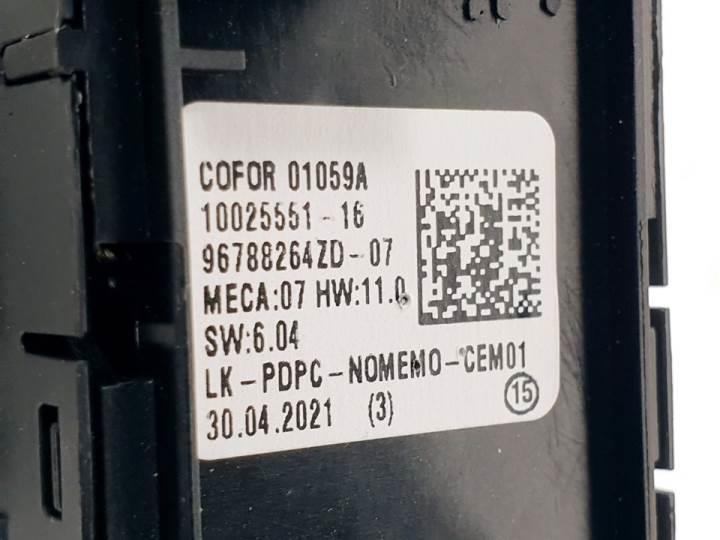 COFOR 01059A
10025551-16
96788264ZD-07
MECA:07 HW:11.0
SW:6.04
LK-PDPC-NOMEMO-CEM01
30.04.2021 (3)
15